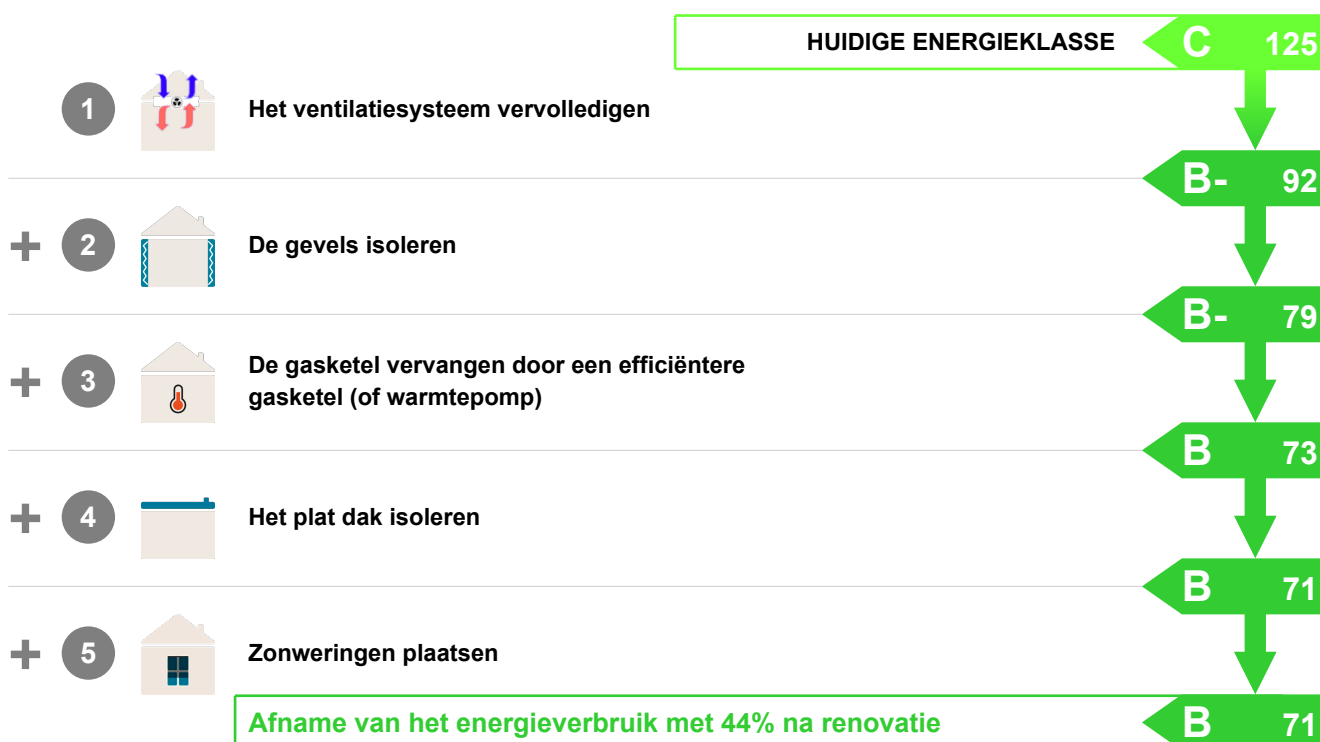 HUIDIGE ENERGIEKLASSE C 125
1 Het ventilatiesysteem vervolledigen
B- 92
+ 2 De gevels isoleren
B- 79
+ 3 De gasketel vervangen door een efficiëntere
gasketel (of warmtepomp)
B 73
+ 4 Het plat dak isoleren
B 71
+ 5 Zonweringen plaatsen
Afname van het energieverbruik met 44% na renovatie B 71